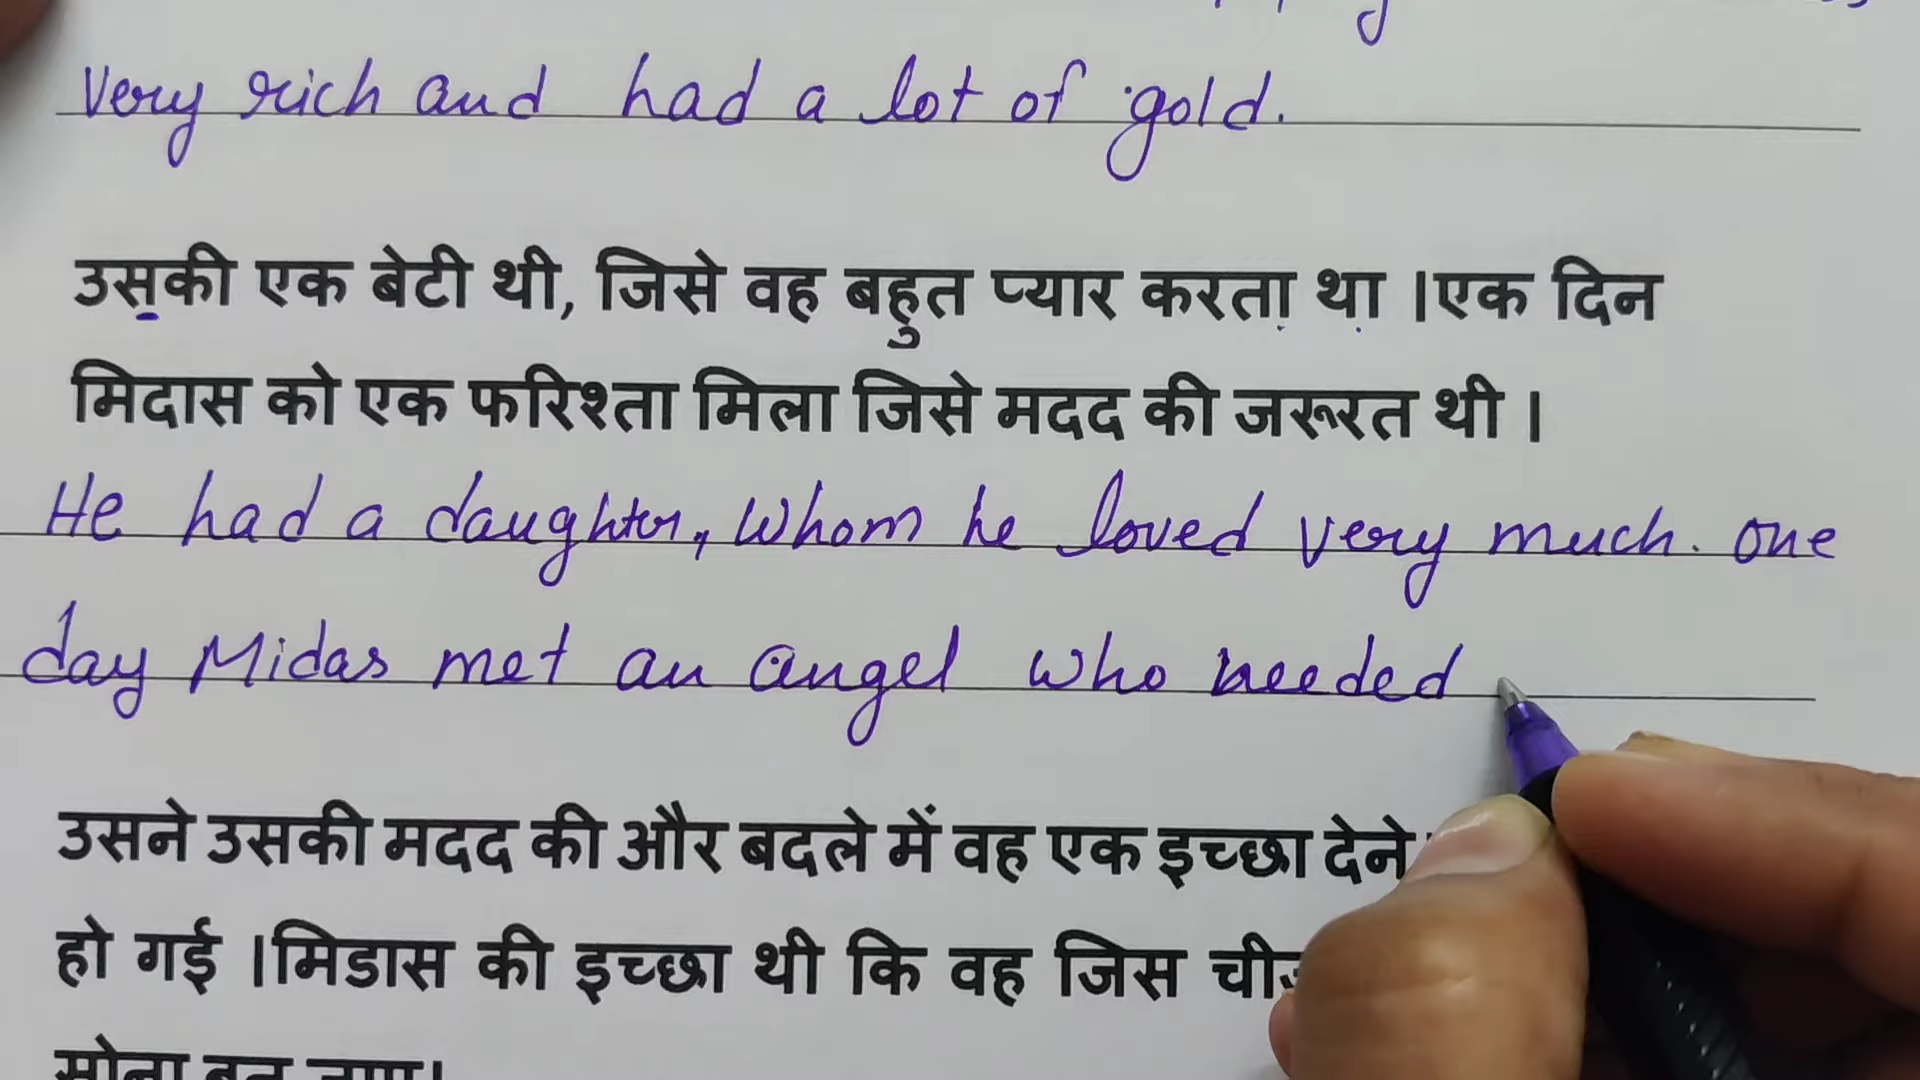 very rich and had a lot of gold.
उसकी एक बेटी थी, जिसे वह बहुत प्यार करता था ।एक दिन
मिदास को एक फरिश्ता मिला जिसे मदद की जरूरत थी ।
He had a daughter, whom he loved very much. one
day Midas met an angel who needed
उसने उसकी मदद की और बदले में वह एक इच्छा देने
हो गई ।मिडास की इच्छा थी कि वह जिस